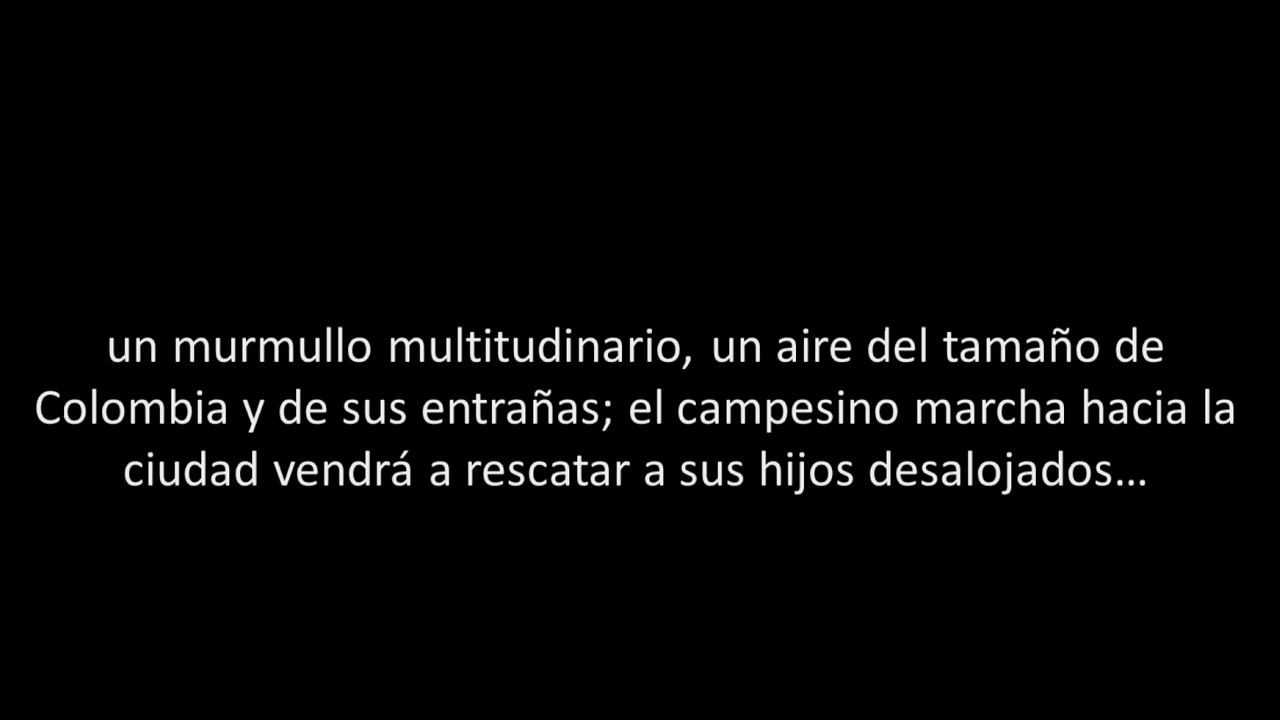 un murmullo multitudinario, un aire del tamaño de
Colombia y de sus entrañas; el campesino marcha hacia la
ciudad vendrá a rescatar a sus hijos desalojados…